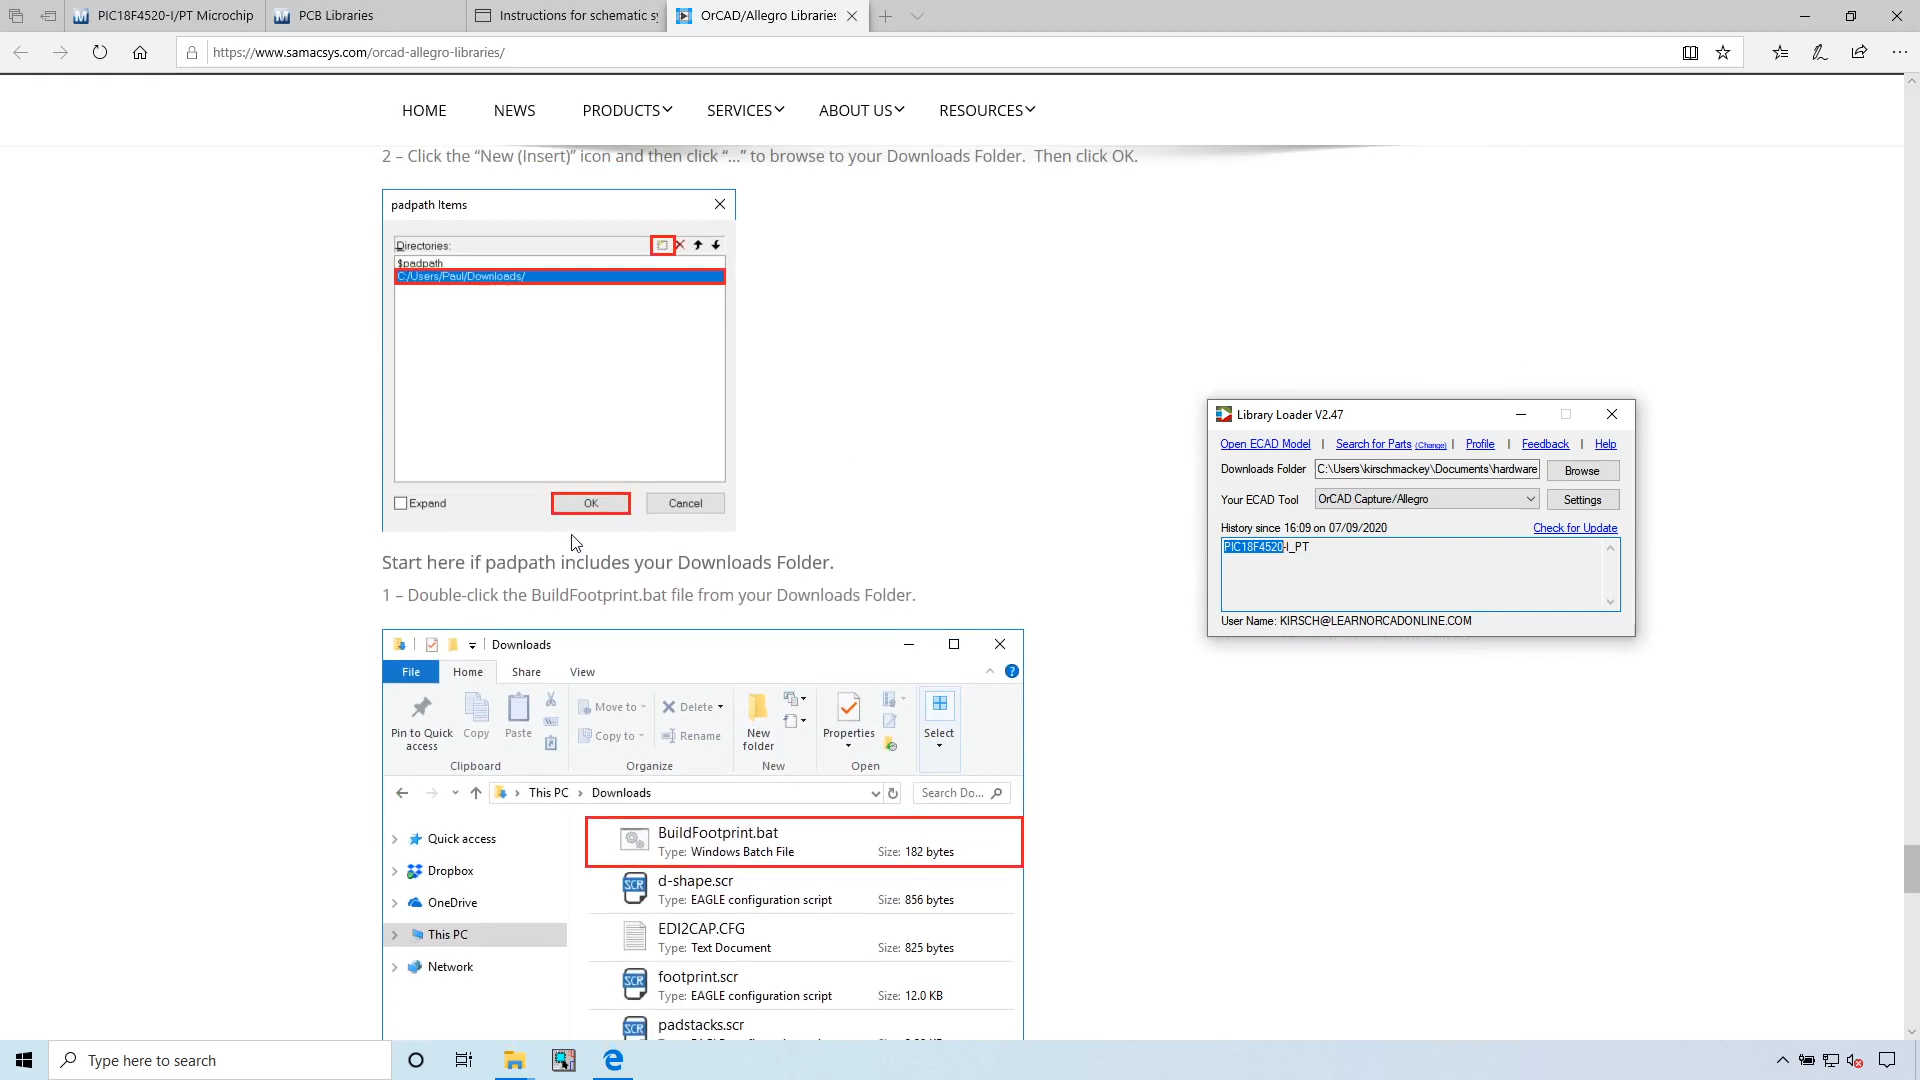 PIC18F4520-I/PT Microchip
PCB Libraries
Instructions for schematic sy
OrCAD/Allegro Libraries
https://www.samacsys.com/orcad-allegro-libraries/
HOME NEWS PRODUCTS SERVICES ABOUT US RESOURCES
2 – Click the “New (Insert)” icon and then click “...” to browse to your Downloads Folder. Then click OK.
padpath Items
Directories:
$padpath
C:/Users/Paul/Downloads/
Expand OK Cancel
Start here if padpath includes your Downloads Folder.
1 – Double-click the BuildFootprint.bat file from your Downloads Folder.
Downloads
File Home Share View
Pin to Quick access
Copy
Paste
Clipboard
Move to
Copy to
Delete
Rename
Organize
New folder
New
Properties
Open
Select
This PC > Downloads
Search Do...
Quick access
Dropbox
OneDrive
This PC
Network
BuildFootprint.bat
Type: Windows Batch File Size: 182 bytes
d-shape.scr
Type: EAGLE configuration script Size: 856 bytes
EDI2CAP.CFG
Type: Text Document Size: 825 bytes
footprint.scr
Type: EAGLE configuration script Size: 12.0 KB
padstacks.scr
Library Loader V2.47
Open ECAD Model | Search for Parts (Change) | Profile | Feedback | Help
Downloads Folder C:\Users\kirschmackey\Documents\hardware Browse
Your ECAD Tool OrCAD Capture/Allegro Settings
History since 16:09 on 07/09/2020 Check for Update
PIC18F4520-I_PT
User Name: KIRSCH@LEARNORCADONLINE.COM
Type here to search